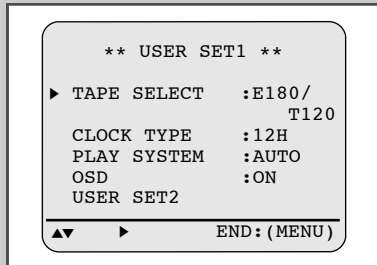 ** USER SET1 **
▶ TAPE SELECT :E180/
T120
CLOCK TYPE :12H
PLAY SYSTEM :AUTO
OSD :ON
USER SET2
▲▼ ▶ END:(MENU)